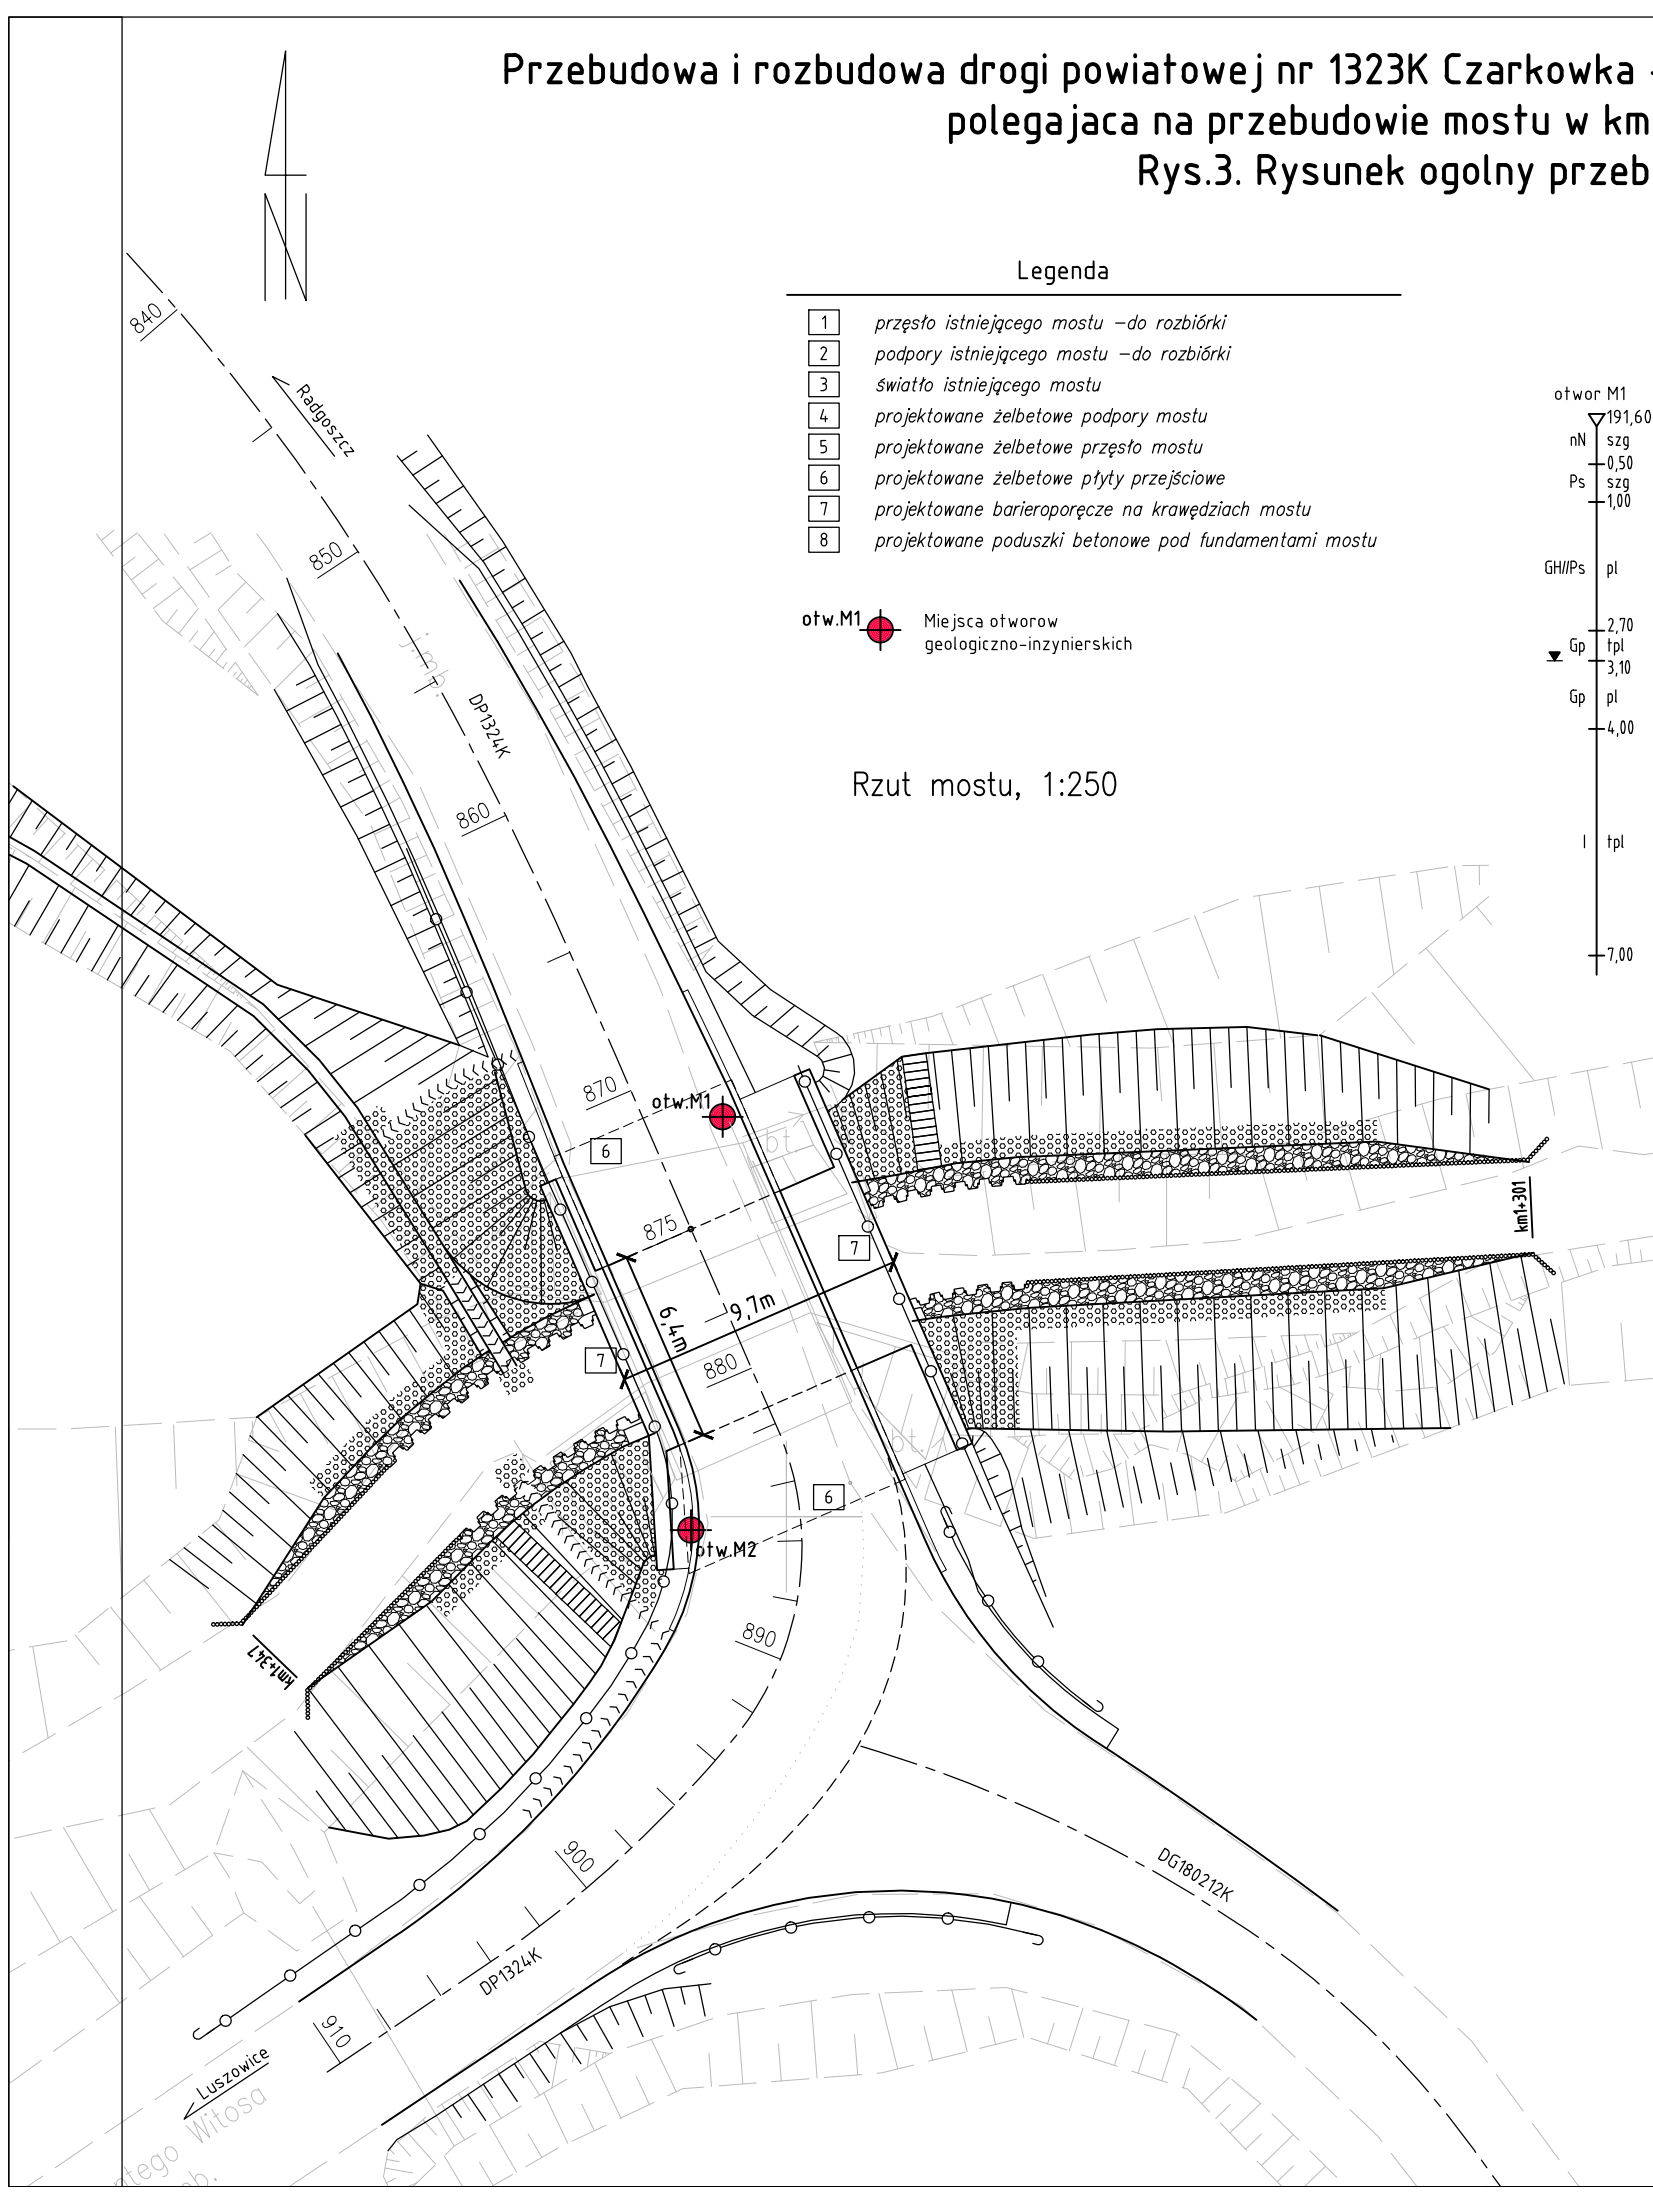 Przebudowa i rozbudowa drogi powiatowej nr 1323K Czarkowka -
polegajaca na przebudowie mostu w km
Rys.3. Rysunek ogolny przeb
Legenda
1 przęsło istniejącego mostu –do rozbiórki
2 podpory istniejącego mostu –do rozbiórki
3 światło istniejącego mostu
4 projektowane żelbetowe podpory mostu
5 projektowane żelbetowe przęsło mostu
6 projektowane żelbetowe płyty przejściowe
7 projektowane barieroporęcze na krawędziach mostu
8 projektowane poduszki betonowe pod fundamentami mostu
otw.M1 Miejsca otworow
geologiczno-inzynierskich
otwor M1
191,60
nN szg
0,50
Ps szg
1,00
GH//Ps pl
2,70
Gp tpl
3,10
Gp pl
4,00
I tpl
7,00
Rzut mostu, 1:250
N
840
Radgoszcz
850
j.mb.
DP1324K
860
870
otw.M1
6
bt
875
7
km1+301
9,7m
6,4m
7
880
bt.
6
otw.M2
890
km1+347
900
DG180212K
DP1324K
910
Luszowice
Witosa